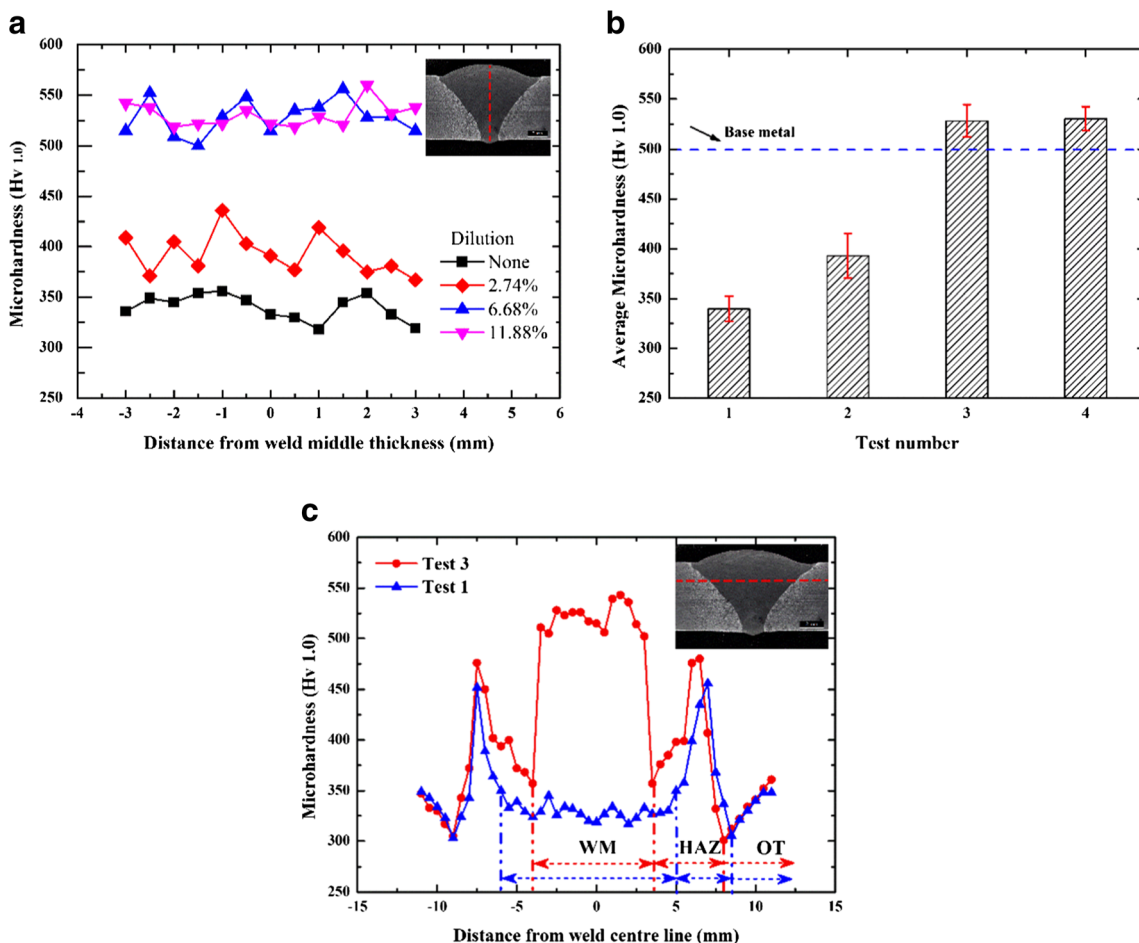 a
600
550
500
450
400
350
300
250
Microhardness (Hv 1.0)
Dilution
None
2.74%
6.68%
11.88%
-4 -3 -2 -1 0 1 2 3 4 5 6
Distance from weld middle thickness (mm)
b
600
550
500
450
400
350
300
250
Average Microhardness (Hv 1.0)
Base metal
1 2 3 4
Test number
c
600
550
500
450
400
350
300
250
Microhardness (Hv 1.0)
Test 3
Test 1
WM HAZ OT
-15 -10 -5 0 5 10 15
Distance from weld centre line (mm)